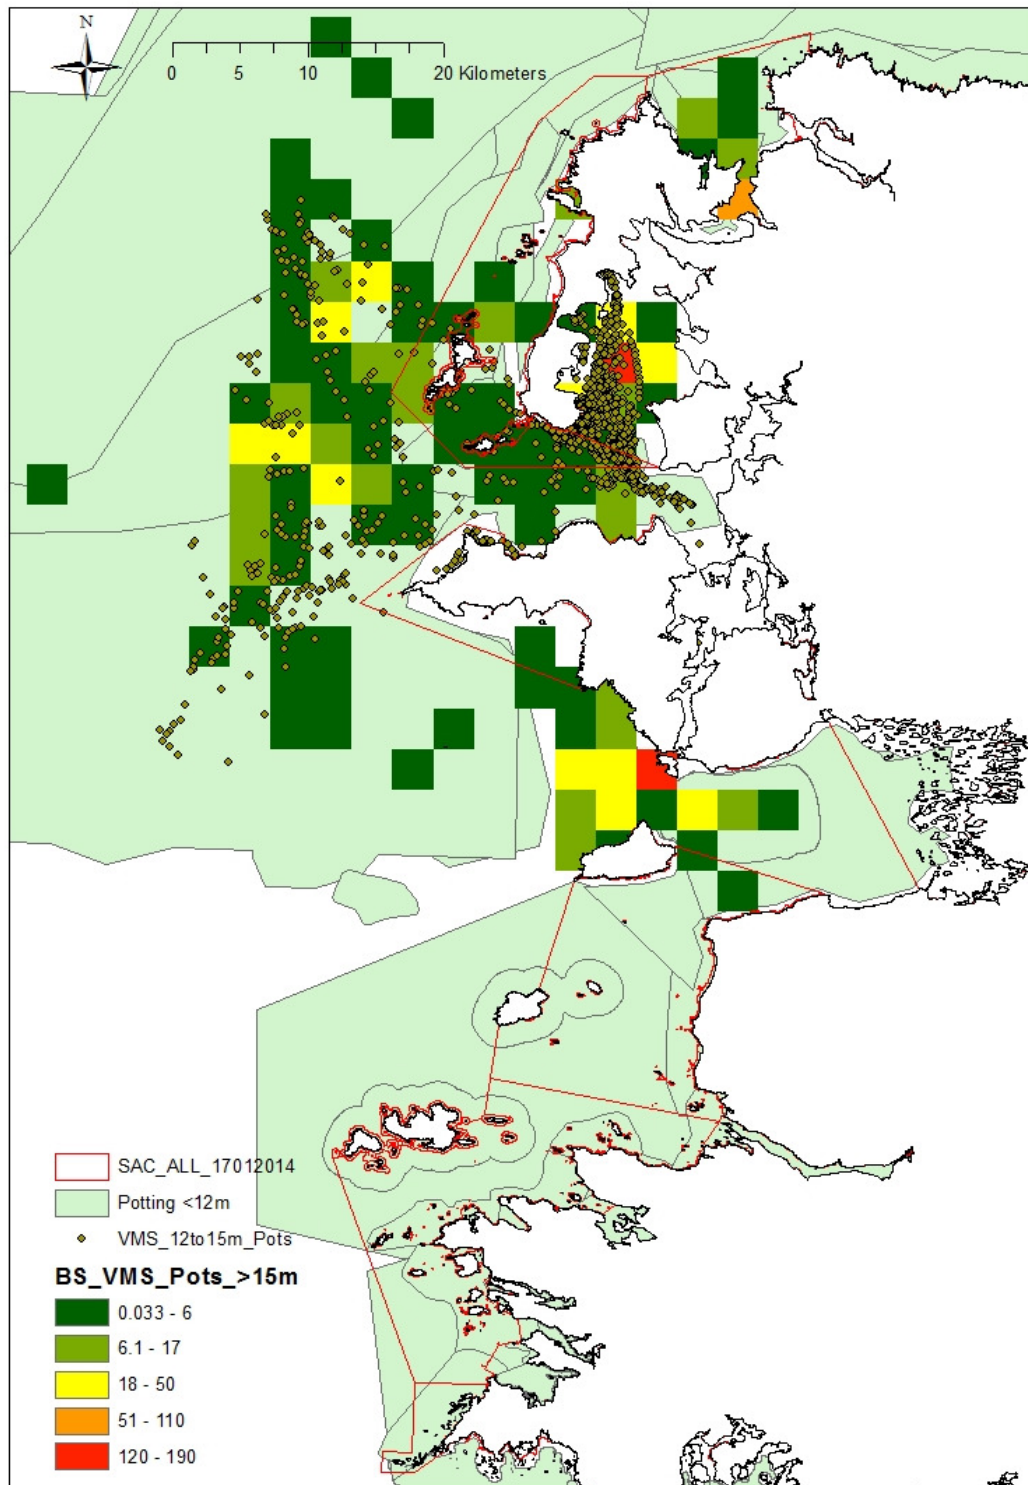 N
0 5 10 20 Kilometers
SAC_ALL_17012014
Potting <12m
VMS_12to15m_Pots
BS_VMS_Pots_>15m
0.033 - 6
6.1 - 17
18 - 50
51 - 110
120 - 190